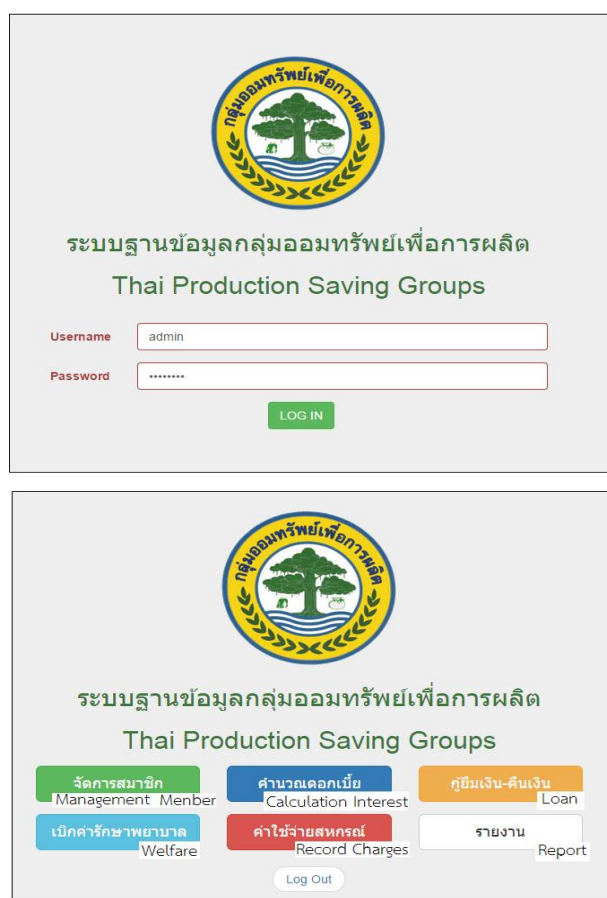 กลุ่มออมทรัพย์เพื่อการผลิต
ระบบฐานข้อมูลกลุ่มออมทรัพย์เพื่อการผลิต
Thai Production Saving Groups
Username admin
Password ••••••••
LOG IN
กลุ่มออมทรัพย์เพื่อการผลิต
ระบบฐานข้อมูลกลุ่มออมทรัพย์เพื่อการผลิต
Thai Production Saving Groups
จัดการสมาชิก คำนวณดอกเบี้ย กู้ยืมเงิน-คืนเงิน
Management Menber Calculation Interest Loan
เบิกค่ารักษาพยาบาล ค่าใช้จ่ายสหกรณ์ รายงาน
Welfare Record Charges Report
Log Out